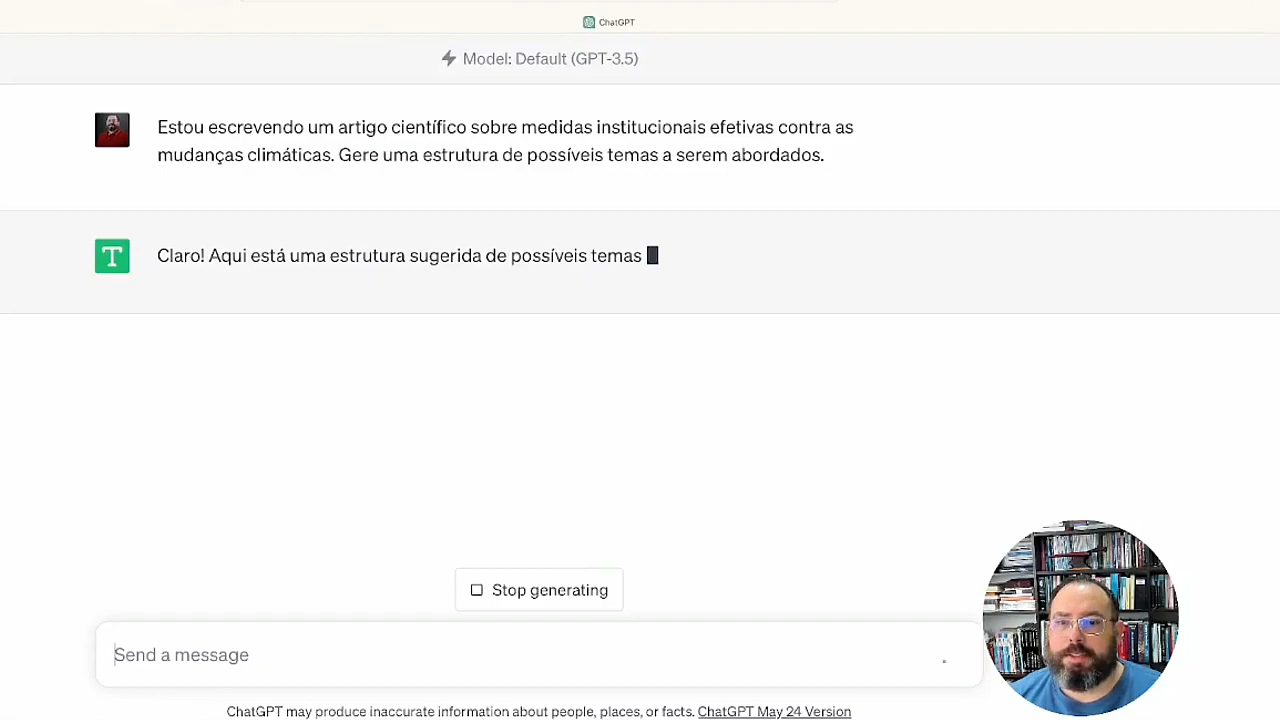 ChatGPT
Model: Default (GPT-3.5)
Estou escrevendo um artigo científico sobre medidas institucionais efetivas contra as
mudanças climáticas. Gere uma estrutura de possíveis temas a serem abordados.
Claro! Aqui está uma estrutura sugerida de possíveis temas
Stop generating
Send a message
ChatGPT may produce inaccurate information about people, places, or facts. ChatGPT May 24 Version